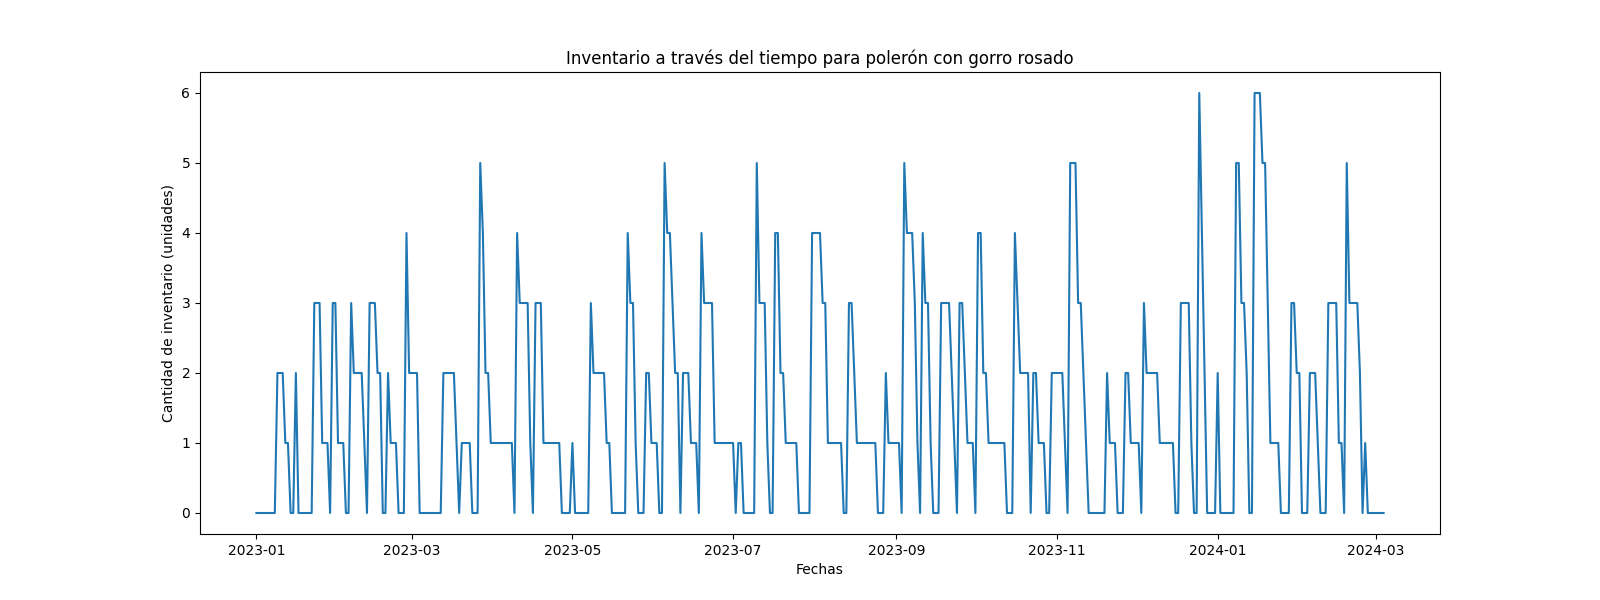 Inventario a través del tiempo para polerón con gorro rosado
Cantidad de inventario (unidades)
6
5
4
3
2
1
0
2023-01 2023-03 2023-05 2023-07 2023-09 2023-11 2024-01 2024-03
Fechas